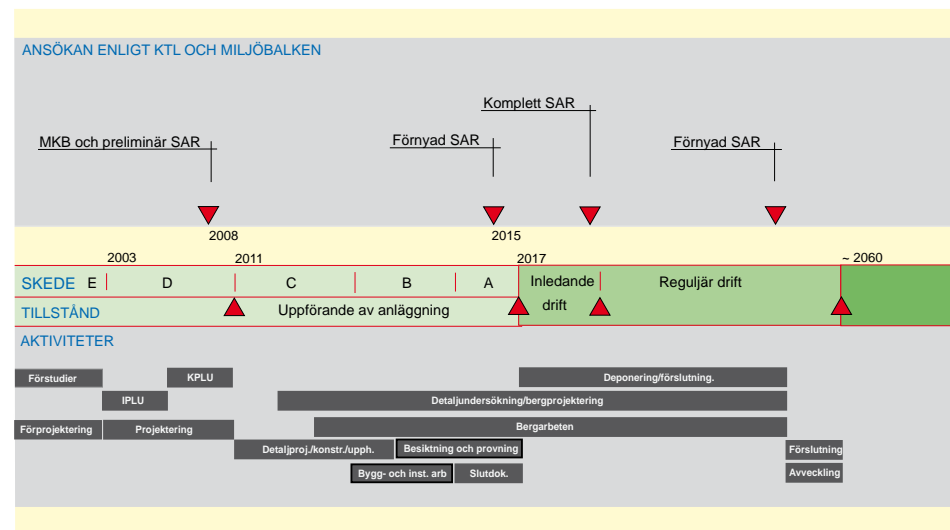 ANSÖKAN ENLIGT KTL OCH MILJÖBALKEN
Komplett SAR
MKB och preliminär SAR
Förnyad SAR
Förnyad SAR
2008
2015
2003
2011
2017
~ 2060
SKEDE E D C B A Inledande drift Reguljär drift
TILLSTÅND Uppförande av anläggning
AKTIVITETER
Förstudier KPLU Deponering/förslutning.
IPLU Detaljundersökning/bergprojektering
Förprojektering Projektering Bergarbeten
Detaljproj./konstr./upph. Besiktning och provning Förslutning
Bygg- och inst. arb Slutdok. Avveckling